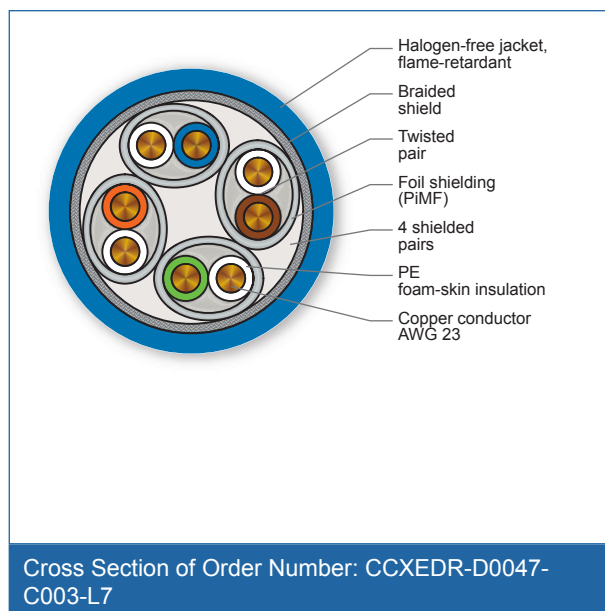 Halogen-free jacket,
flame-retardant
Braided
shield
Twisted
pair
Foil shielding
(PiMF)
4 shielded
pairs
PE
foam-skin insulation
Copper conductor
AWG 23
Cross Section of Order Number: CCXEDR-D0047-
C003-L7